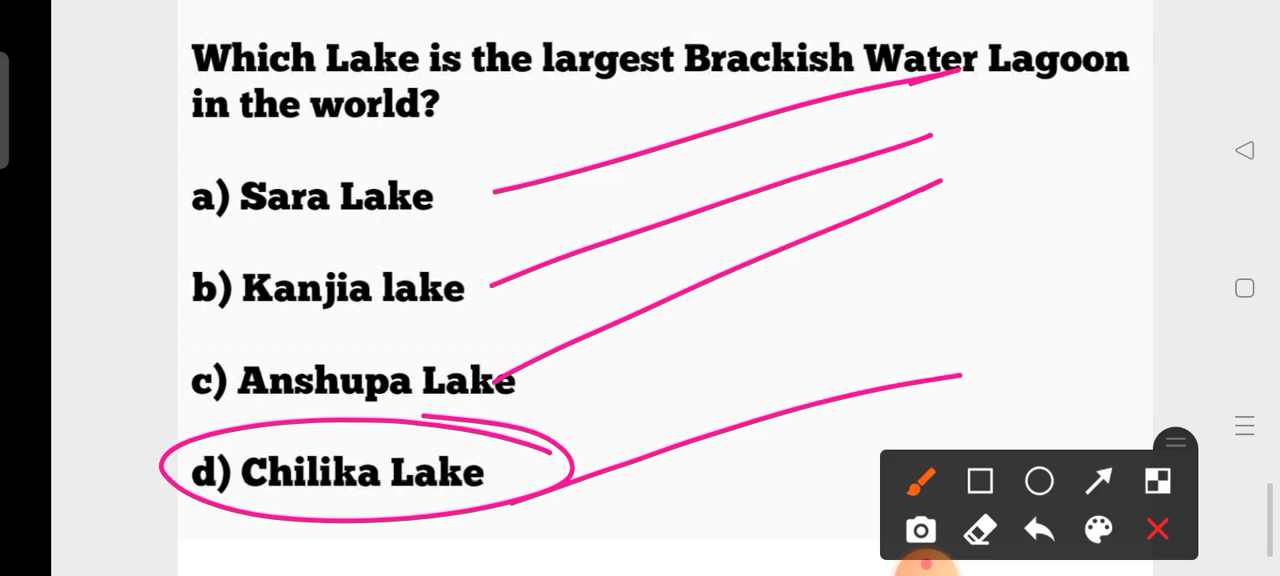 Which Lake is the largest Brackish Water Lagoon
in the world?
a) Sara Lake
b) Kanjia lake
c) Anshupa Lake
d) Chilika Lake